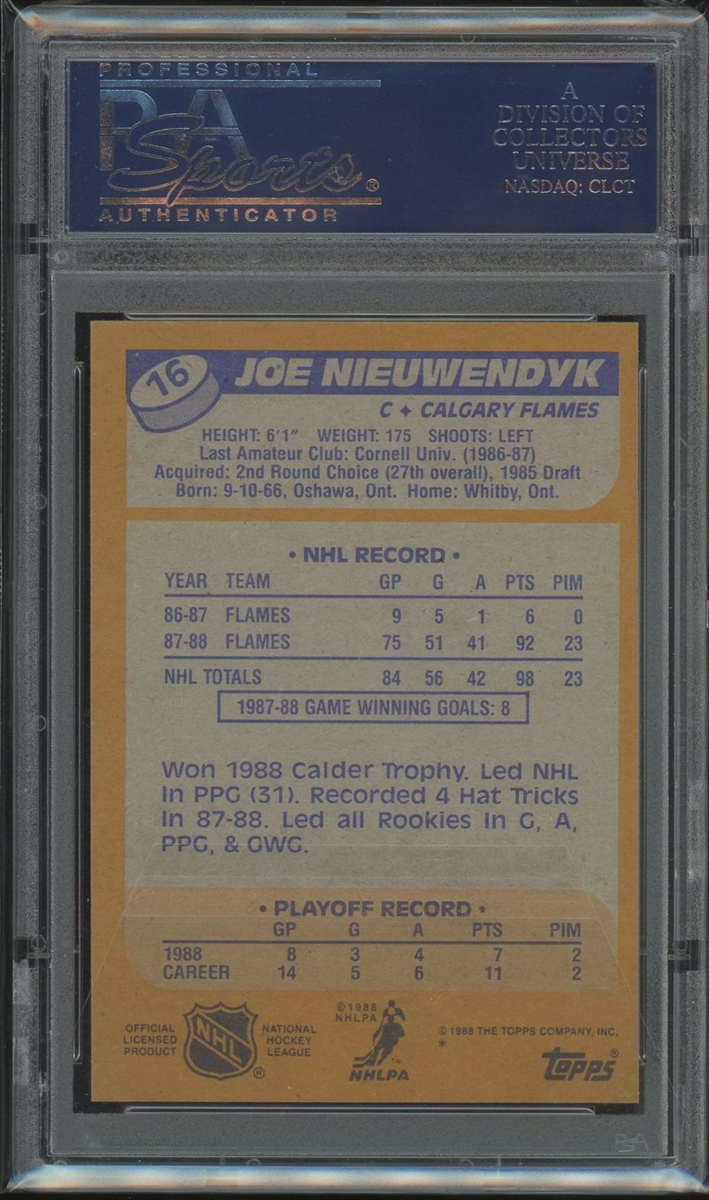 PROFESSIONAL
PSA
Sports®
AUTHENTICATOR
A
DIVISION OF
COLLECTORS
UNIVERSE
NASDAQ: CLCT
16
JOE NIEUWENDYK
C ✦ CALGARY FLAMES
HEIGHT: 6'1" WEIGHT: 175 SHOOTS: LEFT
Last Amateur Club: Cornell Univ. (1986-87)
Acquired: 2nd Round Choice (27th overall), 1985 Draft
Born: 9-10-66, Oshawa, Ont. Home: Whitby, Ont.
• NHL RECORD •
YEAR TEAM GP G A PTS PIM
86-87 FLAMES 9 5 1 6 0
87-88 FLAMES 75 51 41 92 23
NHL TOTALS 84 56 42 98 23
1987-88 GAME WINNING GOALS: 8
Won 1988 Calder Trophy. Led NHL
In PPG (31). Recorded 4 Hat Tricks
In 87-88. Led all Rookies In G, A,
PPG, & GWG.
• PLAYOFF RECORD •
GP G A PTS PIM
1988 8 3 4 7 2
CAREER 14 5 6 11 2
OFFICIAL
LICENSED
PRODUCT
NHL®
NATIONAL
HOCKEY
LEAGUE
©1988
NHLPA
™
NHLPA
© 1988 THE TOPPS COMPANY, INC.
*
Topps®
PSA